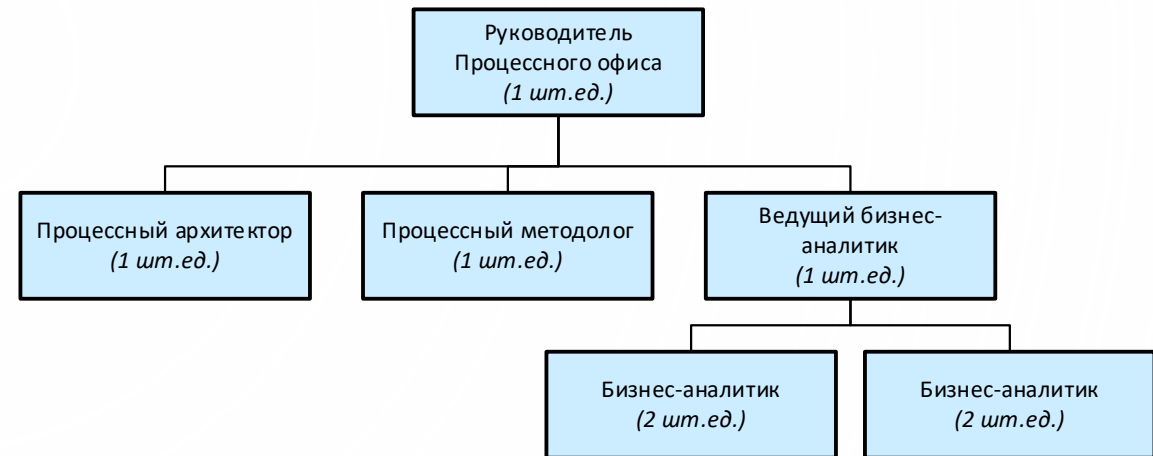 Руководитель
Процессного офиса
(1 шт.ед.)
Процессный архитектор
(1 шт.ед.)
Процессный методолог
(1 шт.ед.)
Ведущий бизнес-
аналитик
(1 шт.ед.)
Бизнес-аналитик
(2 шт.ед.)
Бизнес-аналитик
(2 шт.ед.)